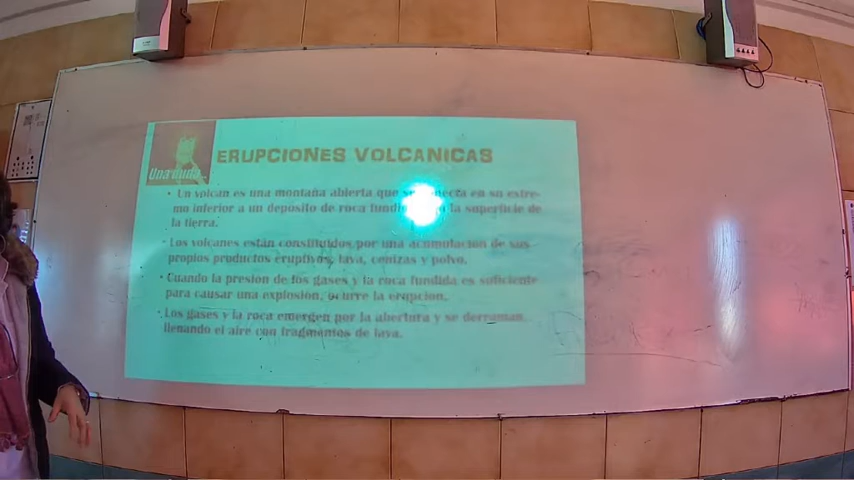 Una duda...
ERUPCIONES VOLCANICAS
• Un volcan es una montaña abierta que se conecta en su extre-
mo inferior a un deposito de roca fundida la superficie de
la tierra.
• Los volcanes están constituidos por una acumulación de sus
propios productos eruptivos: lava, cenizas y polvo.
• Cuando la presión de los gases y la roca fundida es suficiente
para causar una explosión, ocurre la erupcion.
• Los gases y la roca emergen por la abertura y se derraman
llenando el aire con fragmentos de lava.